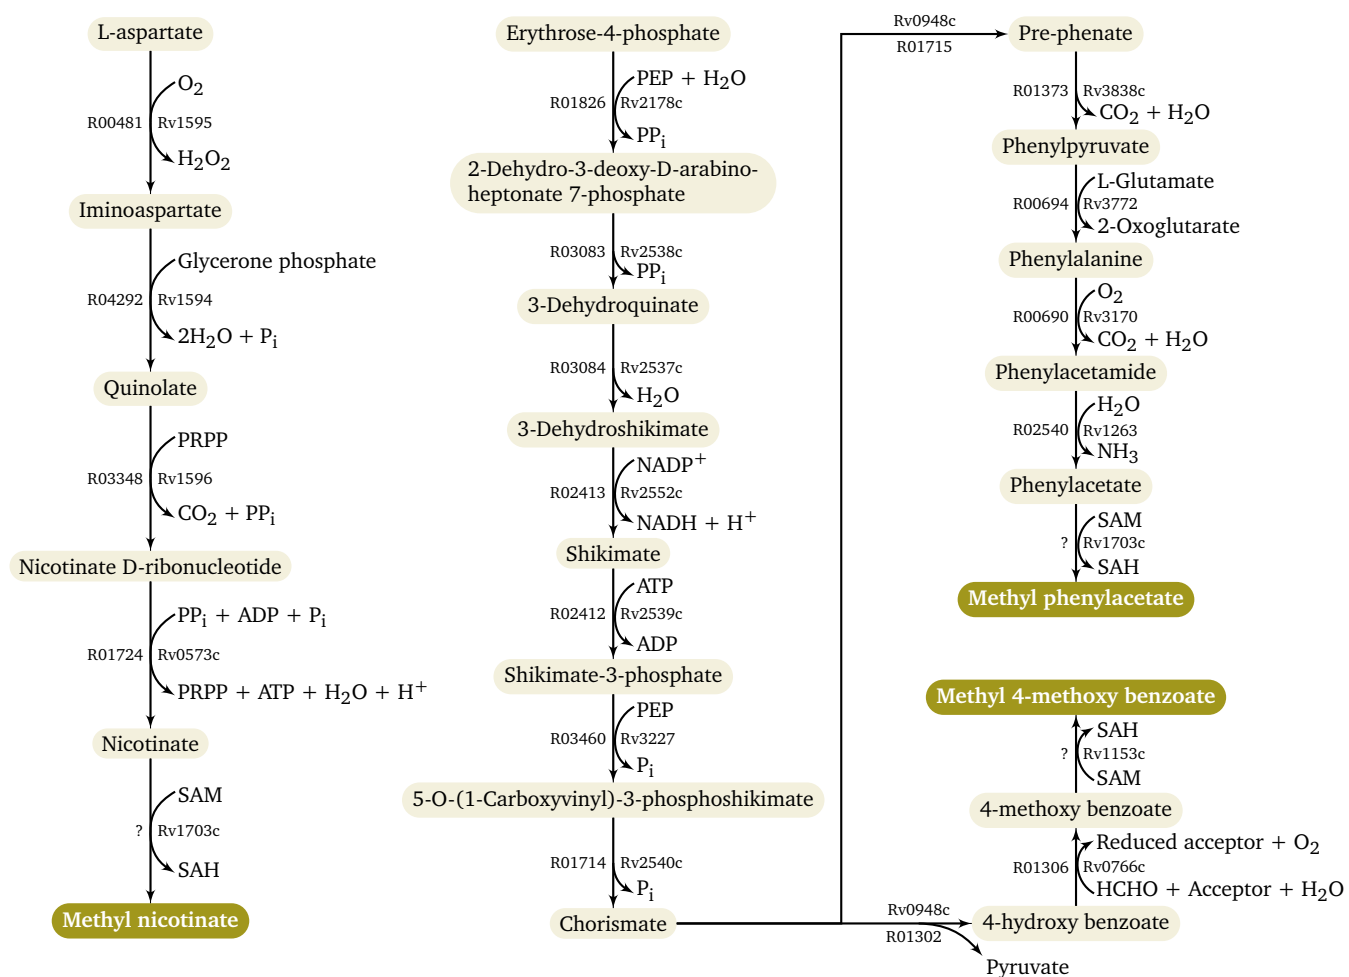 L-aspartate
O2
R00481 Rv1595
H2O2
Iminoaspartate
Glycerone phosphate
R04292 Rv1594
2H2O + Pi
Quinolate
PRPP
R03348 Rv1596
CO2 + PPi
Nicotinate D-ribonucleotide
PPi + ADP + Pi
R01724 Rv0573c
PRPP + ATP + H2O + H+
Nicotinate
SAM
? Rv1703c
SAH
Methyl nicotinate
Erythrose-4-phosphate
PEP + H2O
R01826 Rv2178c
PPi
2-Dehydro-3-deoxy-D-arabino-
heptonate 7-phosphate
R03083 Rv2538c
PPi
3-Dehydroquinate
R03084 Rv2537c
H2O
3-Dehydroshikimate
NADP+
R02413 Rv2552c
NADH + H+
Shikimate
ATP
R02412 Rv2539c
ADP
Shikimate-3-phosphate
PEP
R03460 Rv3227
Pi
5-O-(1-Carboxyvinyl)-3-phosphoshikimate
R01714 Rv2540c
Pi
Chorismate
Rv0948c
R01715
Pre-phenate
R01373 Rv3838c
CO2 + H2O
Phenylpyruvate
L-Glutamate
R00694 Rv3772
2-Oxoglutarate
Phenylalanine
O2
R00690 Rv3170
CO2 + H2O
Phenylacetamide
H2O
R02540 Rv1263
NH3
Phenylacetate
SAM
? Rv1703c
SAH
Methyl phenylacetate
Methyl 4-methoxy benzoate
SAH
? Rv1153c
SAM
4-methoxy benzoate
Reduced acceptor + O2
R01306 Rv0766c
HCHO + Acceptor + H2O
Rv0948c
R01302
4-hydroxy benzoate
Pyruvate